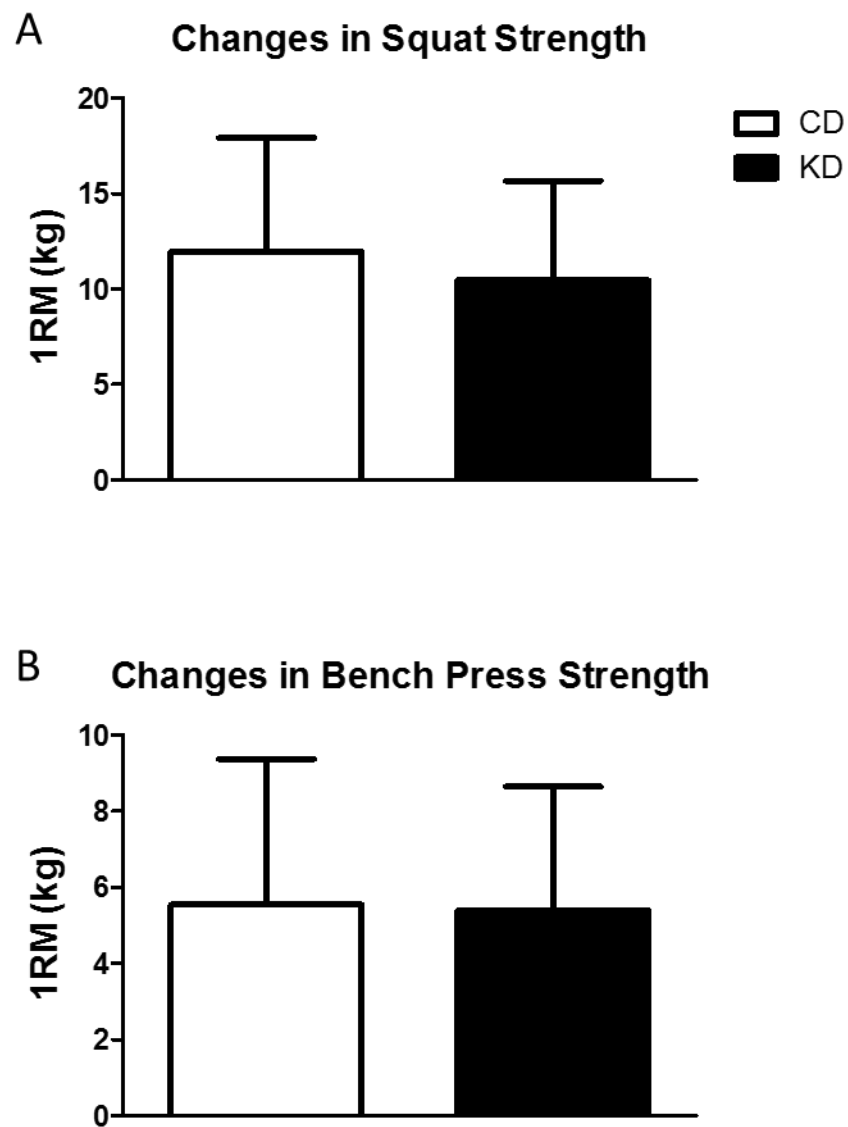 A
Changes in Squat Strength
20
15
10
5
0
1RM (kg)
CD
KD
B
Changes in Bench Press Strength
10
8
6
4
2
0
1RM (kg)